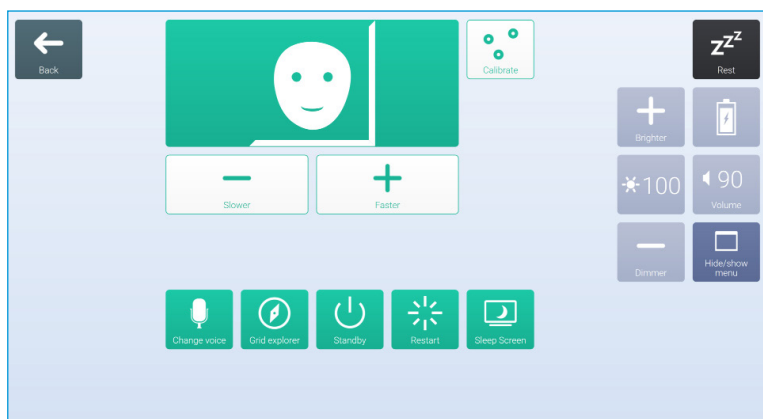 Back
Calibrate
zZZ
Rest
Brighter
100
90
Volume
Slower
Faster
Dimmer
Hide/show
menu
Change voice
Grid explorer
Standby
Restart
Sleep Screen